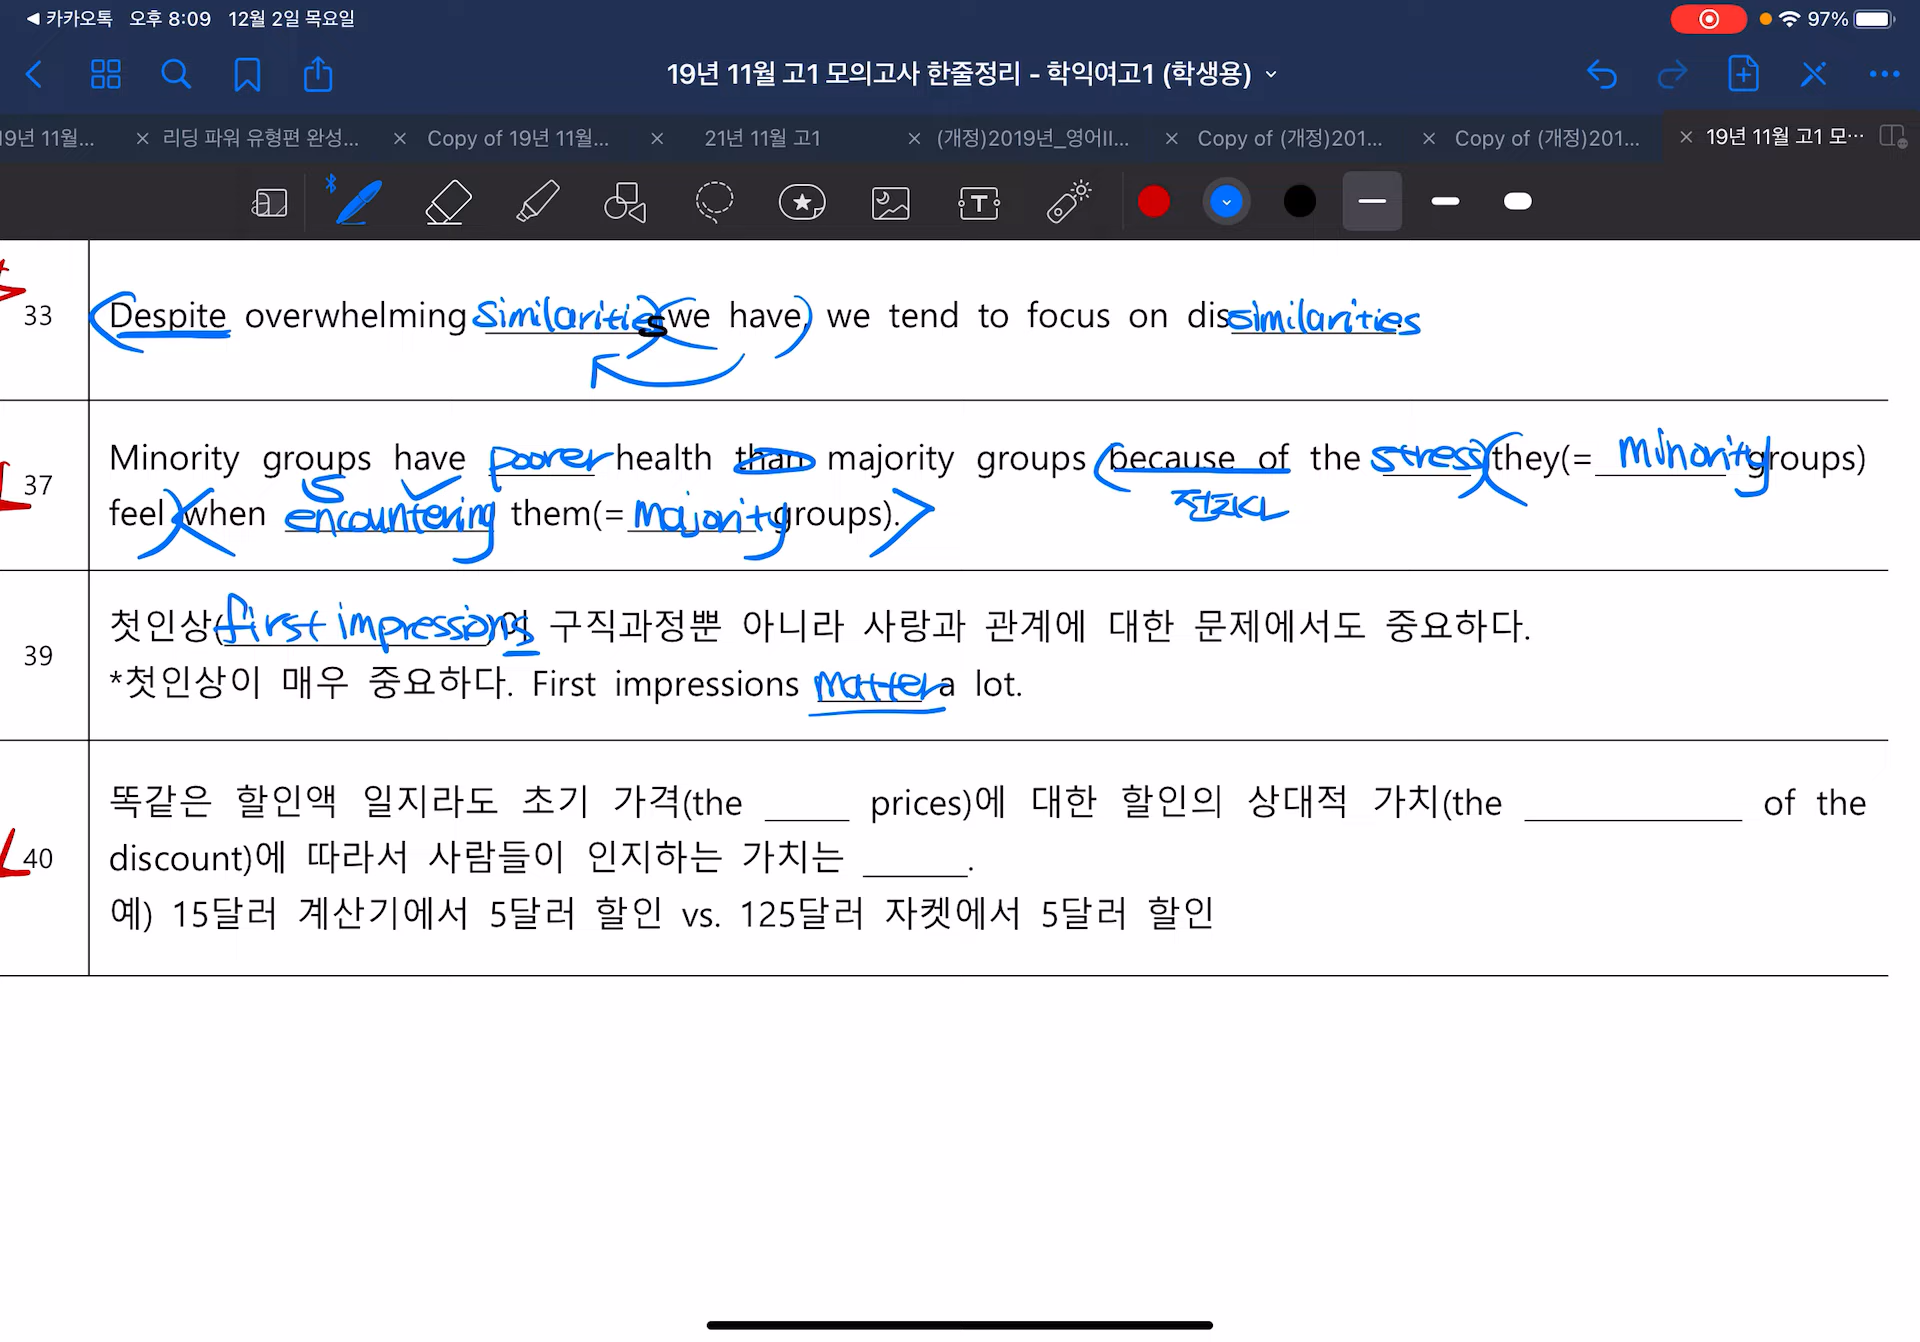 카카오톡 오후 8:09 12월 2일 목요일 97%
19년 11월 고1 모의고사 한줄정리 - 학익여고1 (학생용)
19년 11월... 리딩 파워 유형편 완성... Copy of 19년 11월... 21년 11월 고1 (개정)2019년_영어II... Copy of (개정)201... Copy of (개정)201... 19년 11월 고1 모...
T
33 Despite overwhelming similarities we have, we tend to focus on dissimilarities.
37 Minority groups have poorer health than majority groups because of the stress they(= minority groups)
S 전치사
feel when encountering them(= majority groups).
39 첫인상(first impressions)이 구직과정뿐 아니라 사랑과 관계에 대한 문제에서도 중요하다.
*첫인상이 매우 중요하다. First impressions matter a lot.
40 똑같은 할인액 일지라도 초기 가격(the _____ prices)에 대한 할인의 상대적 가치(the _____________ of the
discount)에 따라서 사람들이 인지하는 가치는 ______.
예) 15달러 계산기에서 5달러 할인 vs. 125달러 자켓에서 5달러 할인